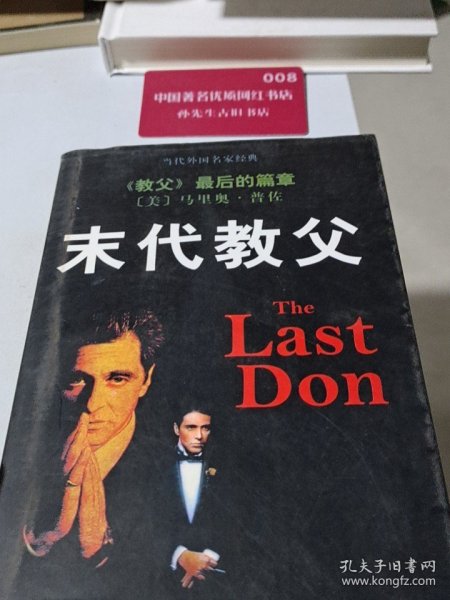 008
中国著名优质网红书店
孙先生古旧书店
当代外国名家经典
《教父》最后的篇章
[美]马里奥·普佐
末代教父
The
Last
Don
孔夫子旧书网
www.kongfz.com